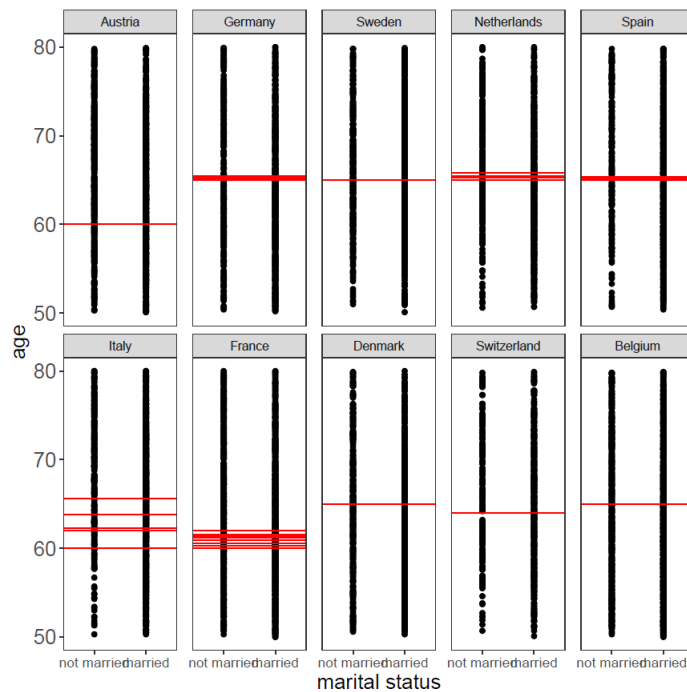 Austria Germany Sweden Netherlands Spain
80
70
60
50
Italy France Denmark Switzerland Belgium
80
70
60
50
age
not married married not married married not married married not married married not married married
marital status